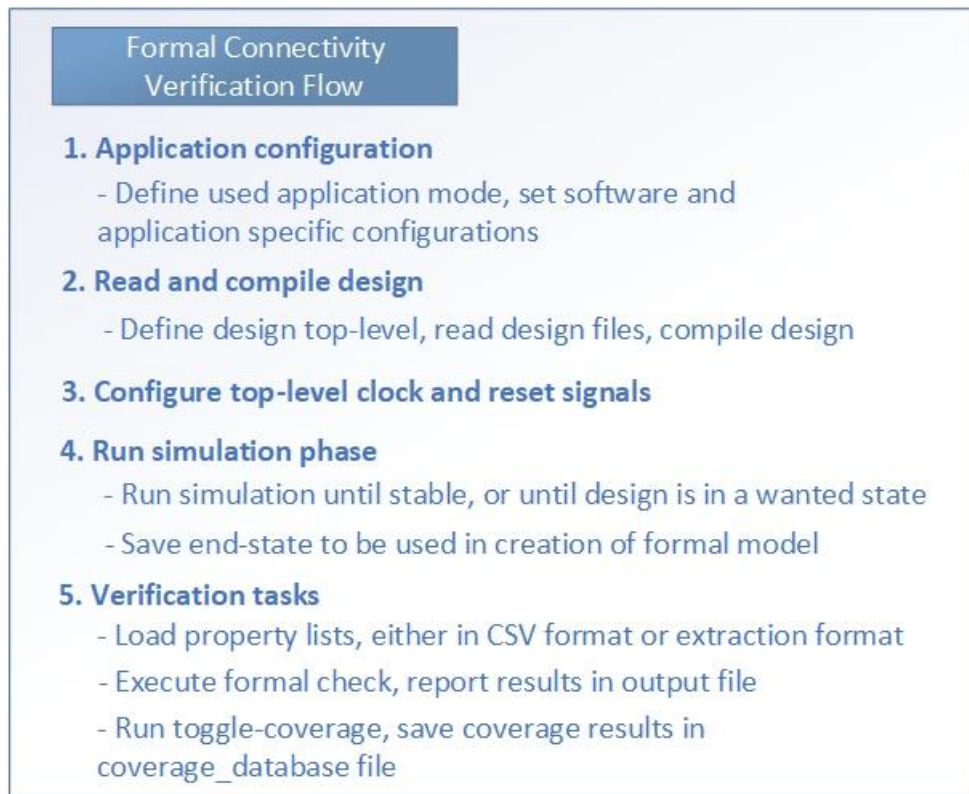 Formal Connectivity
Verification Flow
1. Application configuration
- Define used application mode, set software and
application specific configurations
2. Read and compile design
- Define design top-level, read design files, compile design
3. Configure top-level clock and reset signals
4. Run simulation phase
- Run simulation until stable, or until design is in a wanted state
- Save end-state to be used in creation of formal model
5. Verification tasks
- Load property lists, either in CSV format or extraction format
- Execute formal check, report results in output file
- Run toggle-coverage, save coverage results in
coverage_database file